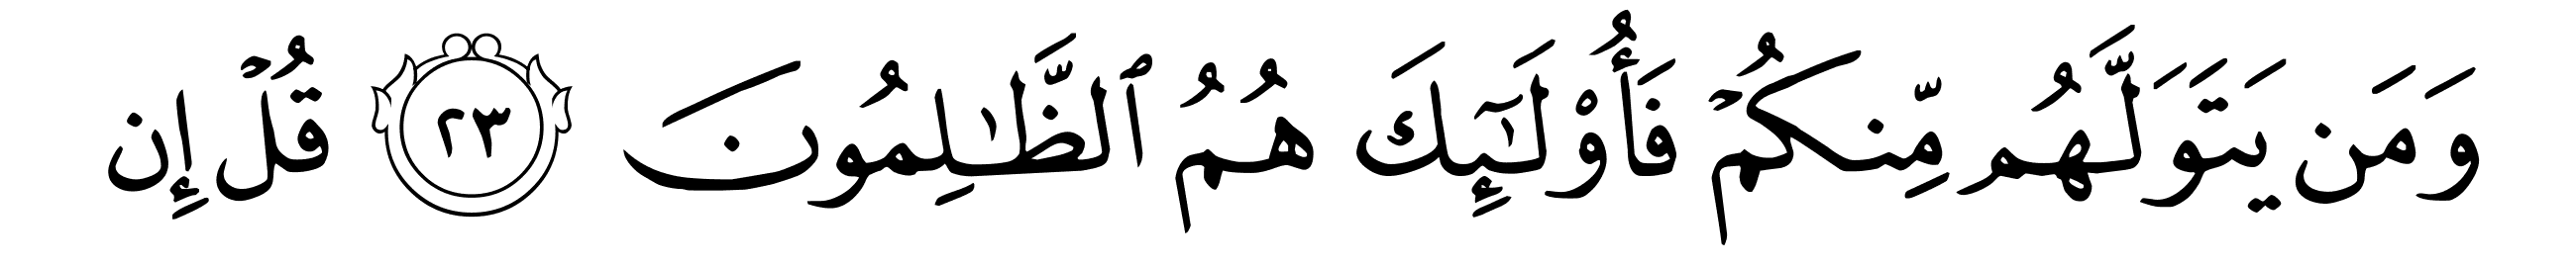 وَمَن يَتَوَلَّهُم مِّنكُمْ فَأُوْلَـٰٓئِكَ هُمُ ٱلظَّـٰلِمُونَ ٢٣ قُلْ إِن